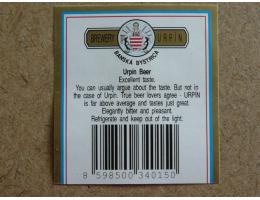 BREWERY URPIN
BANSKÁ BYSTRICA
Urpin Beer
Excellent taste.
You can usually argue about the taste. But not in
the case of Urpin. True beer lovers agree - URPIN
is far above average and tastes just great.
Elegantly bitter and pleasant.
Refrigerate and keep out of the light.
8 598500 340150